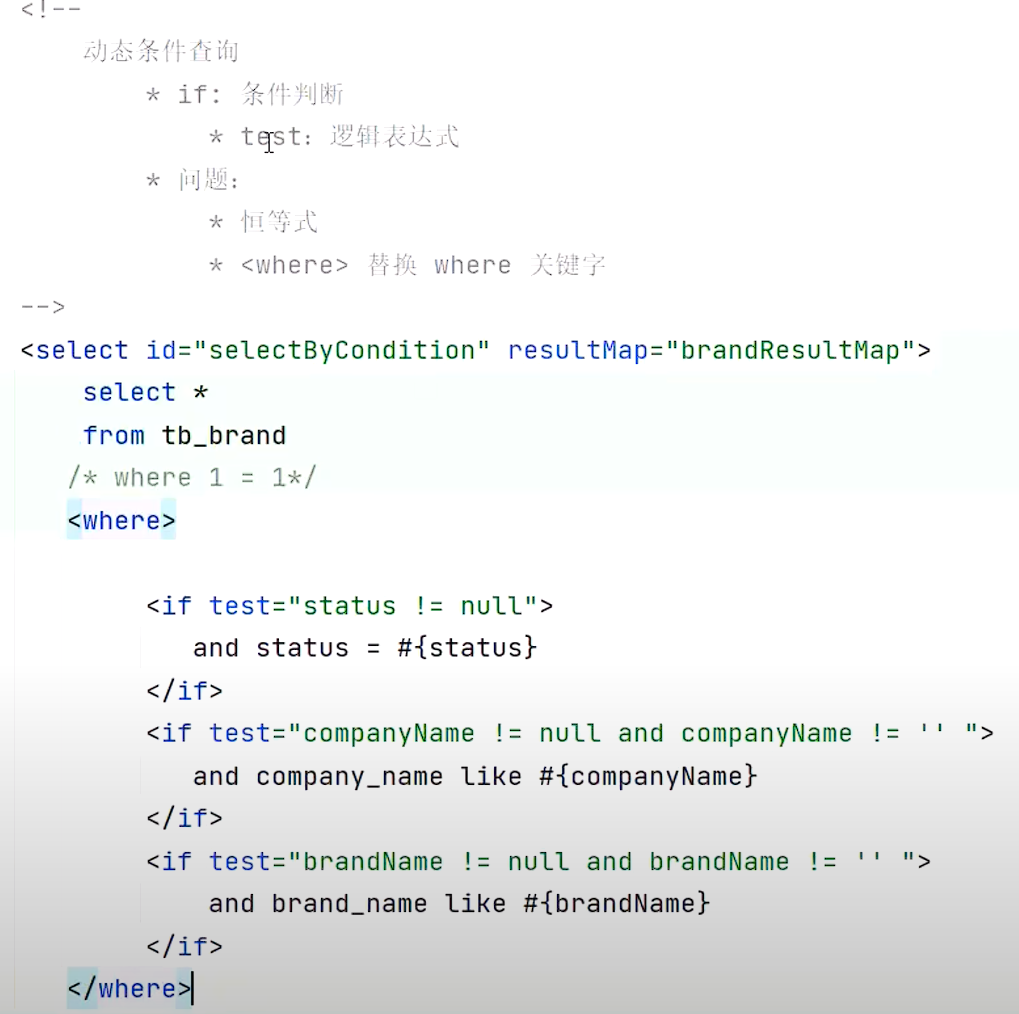 <!--
动态条件查询
* if: 条件判断
* test: 逻辑表达式
* 问题:
* 恒等式
* <where> 替换 where 关键字
-->
<select id="selectByCondition" resultMap="brandResultMap">
select *
from tb_brand
/* where 1 = 1*/
<where>
<if test="status != null">
and status = #{status}
</if>
<if test="companyName != null and companyName != '' ">
and company_name like #{companyName}
</if>
<if test="brandName != null and brandName != '' ">
and brand_name like #{brandName}
</if>
</where>